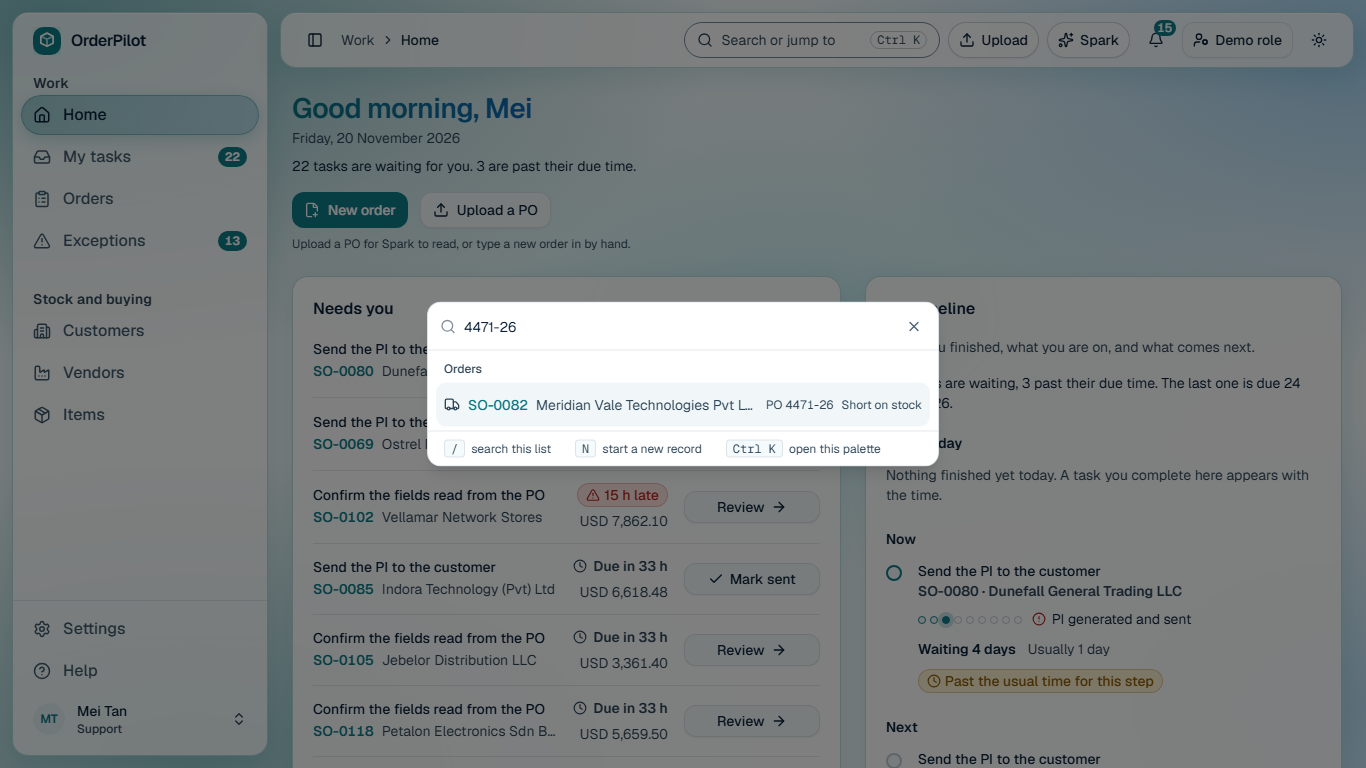 OrderPilot
Work
Home
My tasks 22
Orders
Exceptions 13
Stock and buying
Customers
Vendors
Items
Settings
Help
MT Mei Tan
Support
Work > Home
Search or jump to Ctrl K
Upload
Spark
15
Demo role
Good morning, Mei
Friday, 20 November 2026
22 tasks are waiting for you. 3 are past their due time.
New order
Upload a PO
Upload a PO for Spark to read, or type a new order in by hand.
Needs you
Send the PI to the
SO-0080 Dunefa
Send the PI to the
SO-0069 Ostrel
Confirm the fields read from the PO 15 h late
SO-0102 Vellamar Network Stores USD 7,862.10
Review
Send the PI to the customer Due in 33 h
SO-0085 Indora Technology (Pvt) Ltd USD 6,618.48
Mark sent
Confirm the fields read from the PO Due in 33 h
SO-0105 Jebelor Distribution LLC USD 3,361.40
Review
Confirm the fields read from the PO Due in 33 h
SO-0118 Petalon Electronics Sdn B... USD 5,659.50
Review
4471-26
Orders
SO-0082 Meridian Vale Technologies Pvt L... PO 4471-26 Short on stock
/ search this list N start a new record Ctrl K open this palette
eline
u finished, what you are on, and what comes next.
s are waiting, 3 past their due time. The last one is due 24
26.
day
Nothing finished yet today. A task you complete here appears with
the time.
Now
Send the PI to the customer
SO-0080 · Dunefall General Trading LLC
PI generated and sent
Waiting 4 days Usually 1 day
Past the usual time for this step
Next
Send the PI to the customer